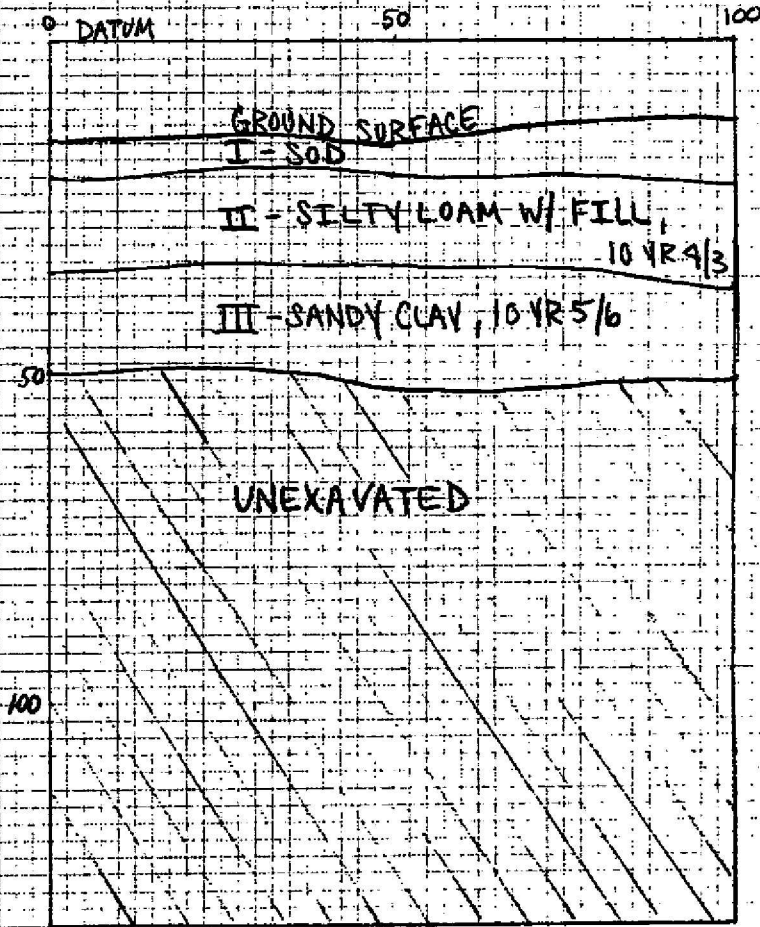 0 DATUM 50 100
GROUND SURFACE
I - SOD
II - SILTY LOAM W/ FILL,
10 YR 4/3
III - SANDY CLAY, 10 YR 5/6
50
UNEXAVATED
100